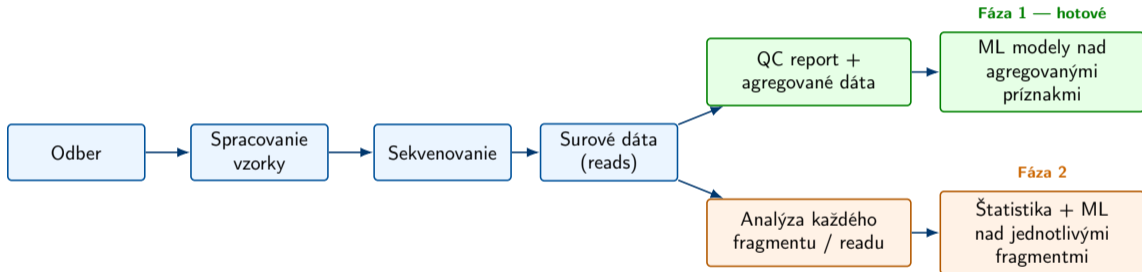 Fáza 1 — hotové
QC report +
agregované dáta
ML modely nad
agregovanými
príznakmi
Odber
Spracovanie
vzorky
Sekvenovanie
Surové dáta
(reads)
Fáza 2
Analýza každého
fragmentu / readu
Štatistika + ML
nad jednotlivými
fragmentmi